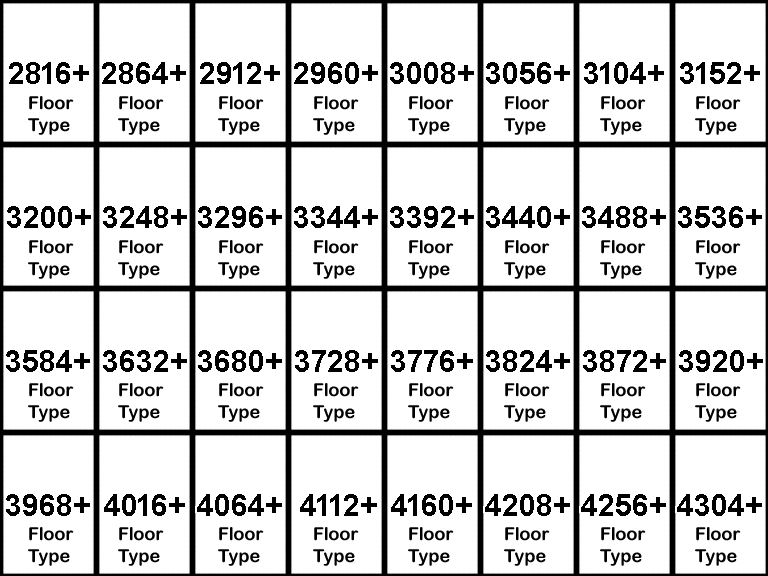 2816+ 2864+ 2912+ 2960+ 3008+ 3056+ 3104+ 3152+
Floor Floor Floor Floor Floor Floor Floor Floor
Type Type Type Type Type Type Type Type
3200+ 3248+ 3296+ 3344+ 3392+ 3440+ 3488+ 3536+
Floor Floor Floor Floor Floor Floor Floor Floor
Type Type Type Type Type Type Type Type
3584+ 3632+ 3680+ 3728+ 3776+ 3824+ 3872+ 3920+
Floor Floor Floor Floor Floor Floor Floor Floor
Type Type Type Type Type Type Type Type
3968+ 4016+ 4064+ 4112+ 4160+ 4208+ 4256+ 4304+
Floor Floor Floor Floor Floor Floor Floor Floor
Type Type Type Type Type Type Type Type